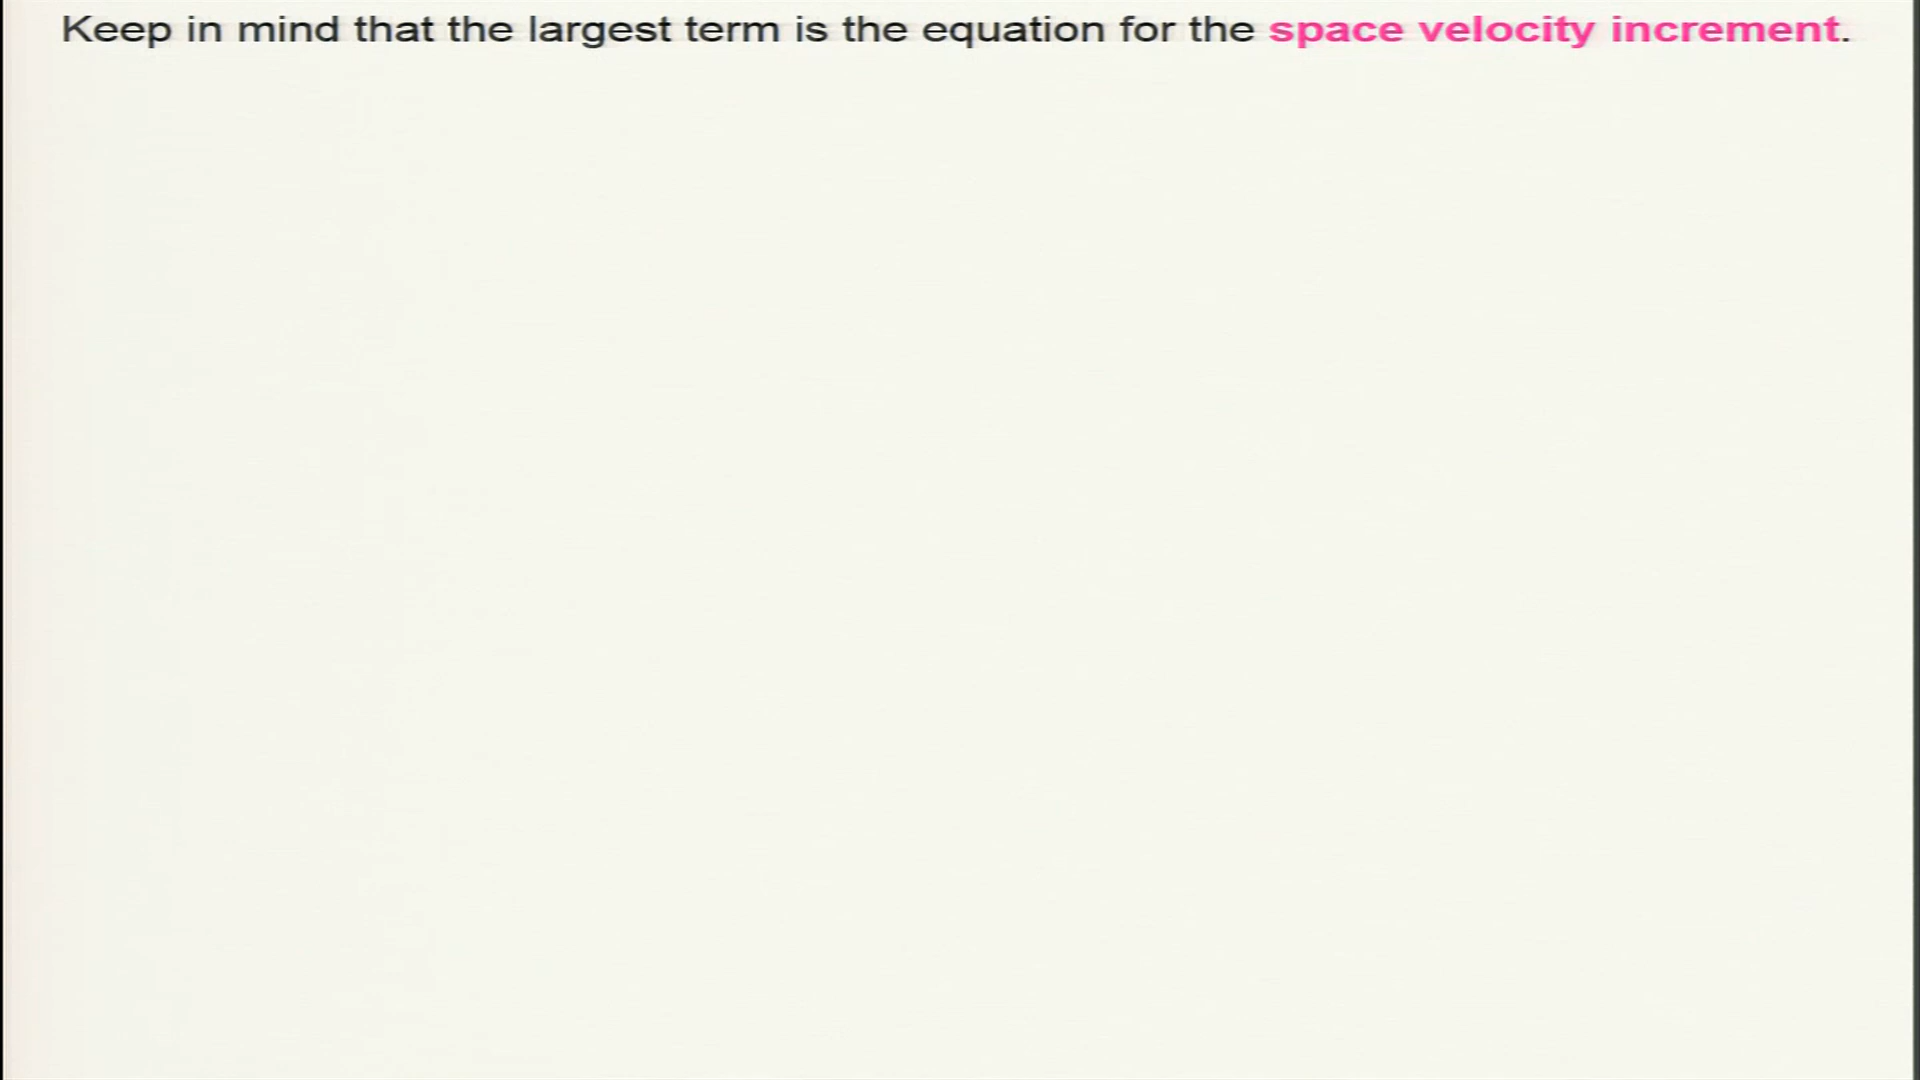 Keep in mind that the largest term is the equation for the space velocity increment.